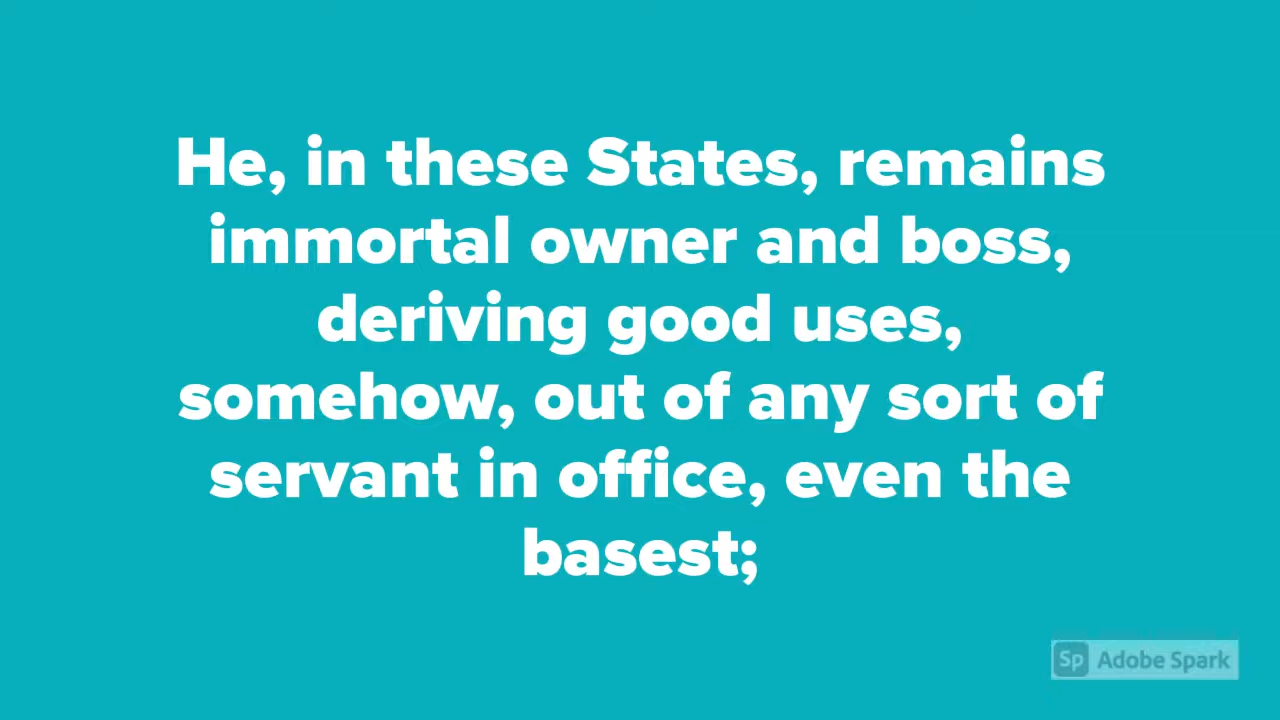 He, in these States, remains
immortal owner and boss,
deriving good uses,
somehow, out of any sort of
servant in office, even the
basest;
Sp Adobe Spark